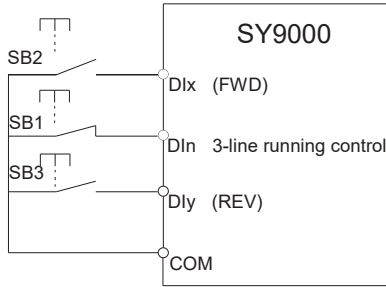 SY9000
SB2
DIx (FWD)
SB1
DIn 3-line running control
SB3
DIy (REV)
COM